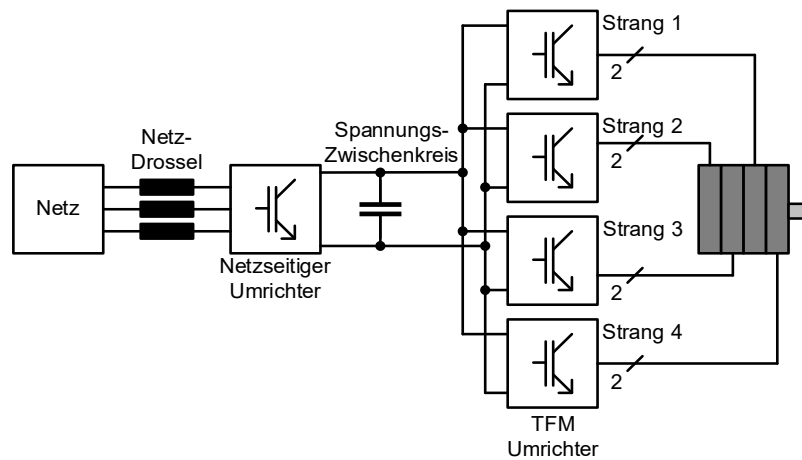 Netz
Netz-
Drossel
Netzseitiger
Umrichter
Spannungs-
Zwischenkreis
Strang 1
2
Strang 2
2
Strang 3
2
Strang 4
2
TFM
Umrichter